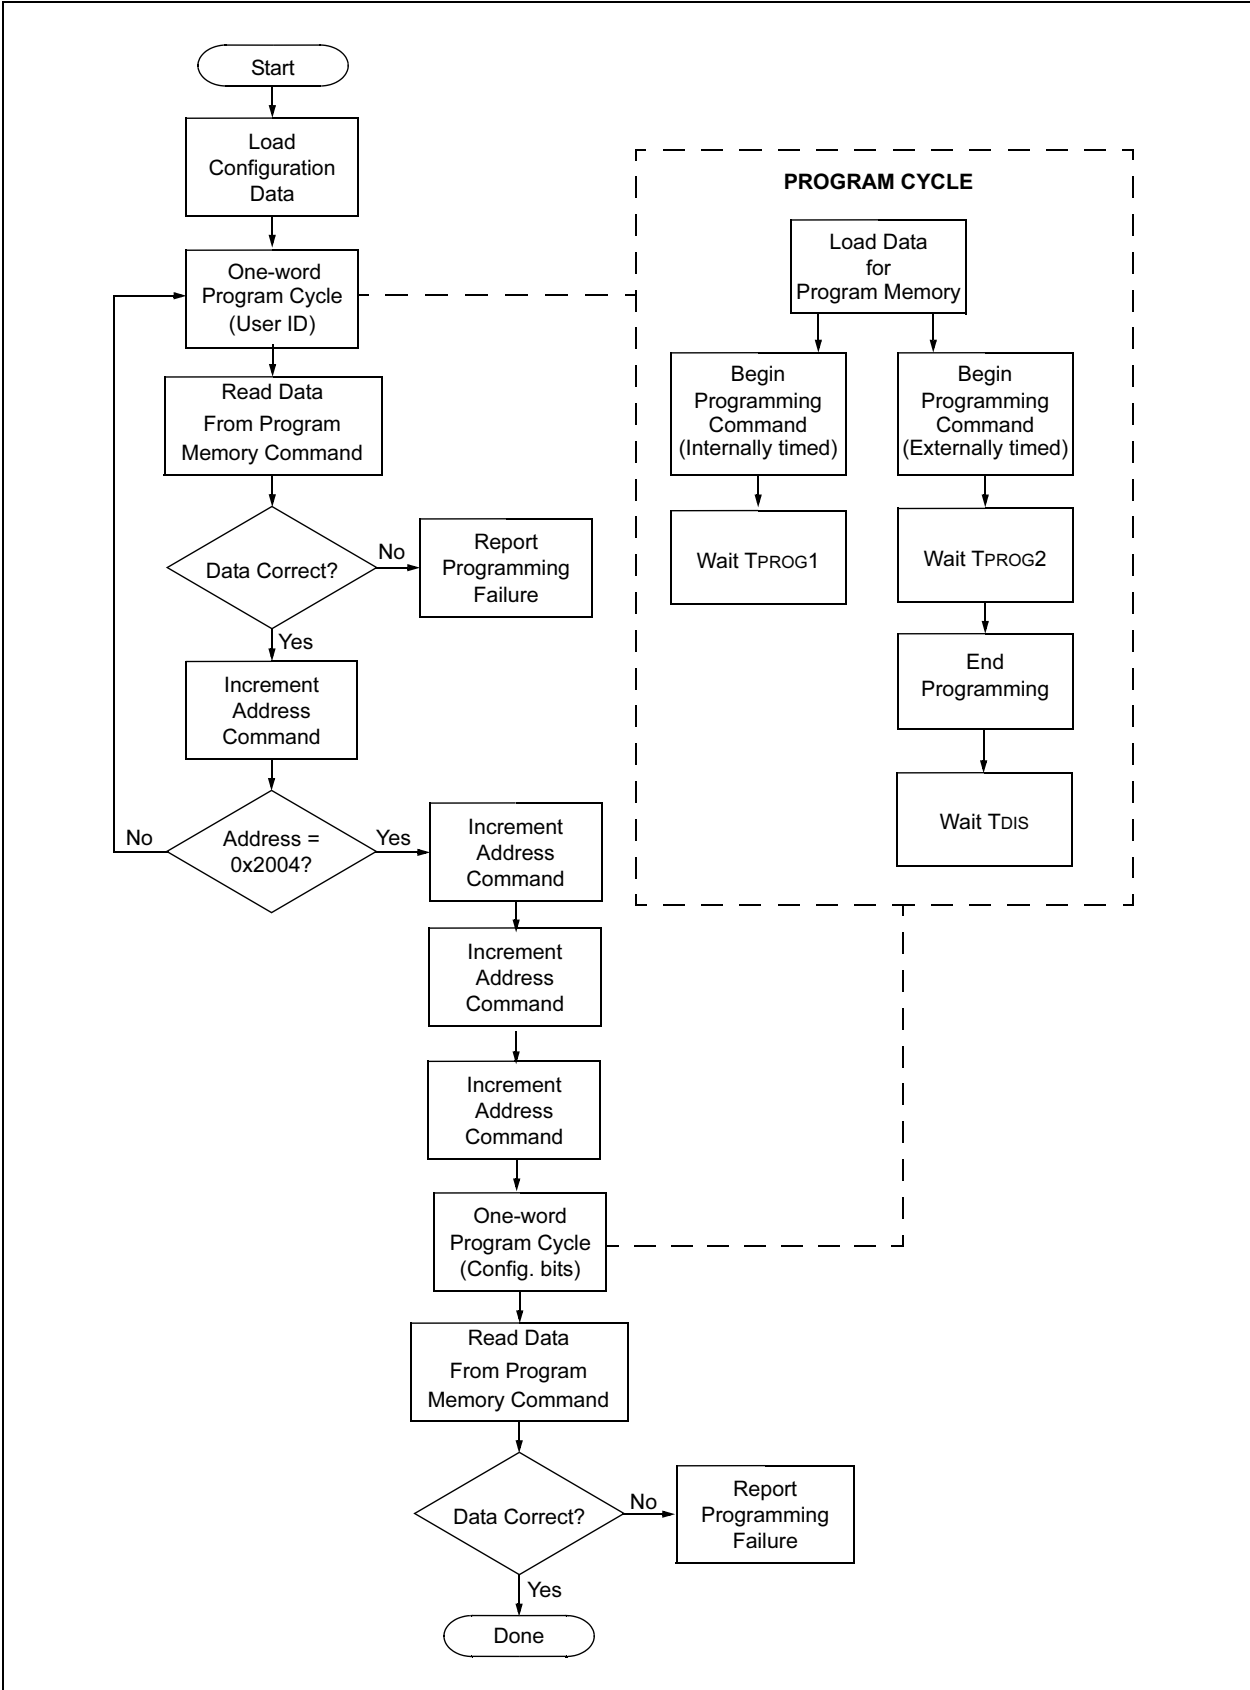 Start
Load
Configuration
Data
One-word
Program Cycle
(User ID)
Read Data
From Program
Memory Command
Data Correct?
No
Report
Programming
Failure
Yes
Increment
Address
Command
Address =
0x2004?
No
Yes
Increment
Address
Command
Increment
Address
Command
Increment
Address
Command
One-word
Program Cycle
(Config. bits)
Read Data
From Program
Memory Command
Data Correct?
No
Report
Programming
Failure
Yes
Done
PROGRAM CYCLE
Load Data
for
Program Memory
Begin
Programming
Command
(Internally timed)
Wait TPROG1
Begin
Programming
Command
(Externally timed)
Wait TPROG2
End
Programming
Wait TDIS